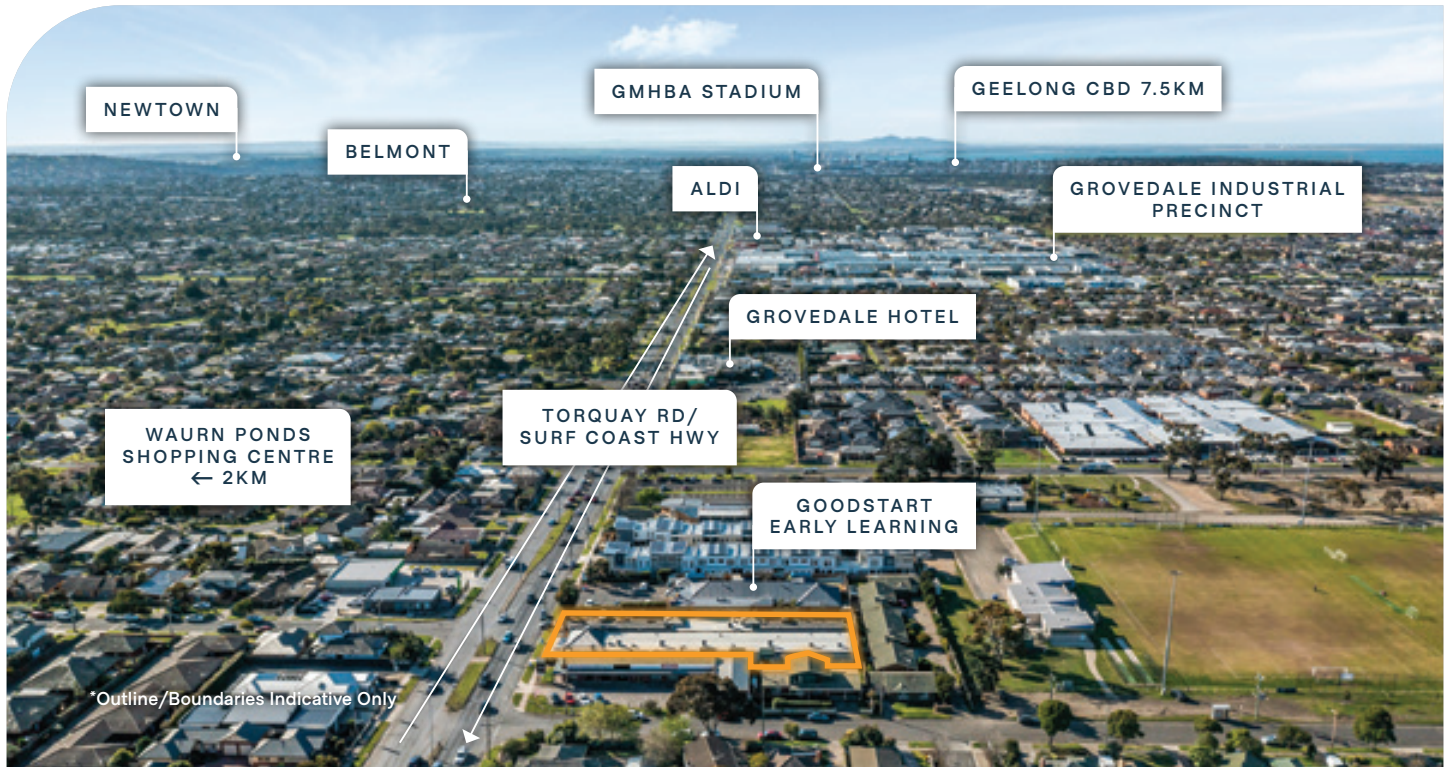 NEWTOWN
BELMONT
GMHBA STADIUM
GEELONG CBD 7.5KM
ALDI
GROVEDALE INDUSTRIAL
PRECINCT
GROVEDALE HOTEL
TORQUAY RD/
SURF COAST HWY
WAURN PONDS
SHOPPING CENTRE
← 2KM
GOODSTART
EARLY LEARNING
*Outline/Boundaries Indicative Only